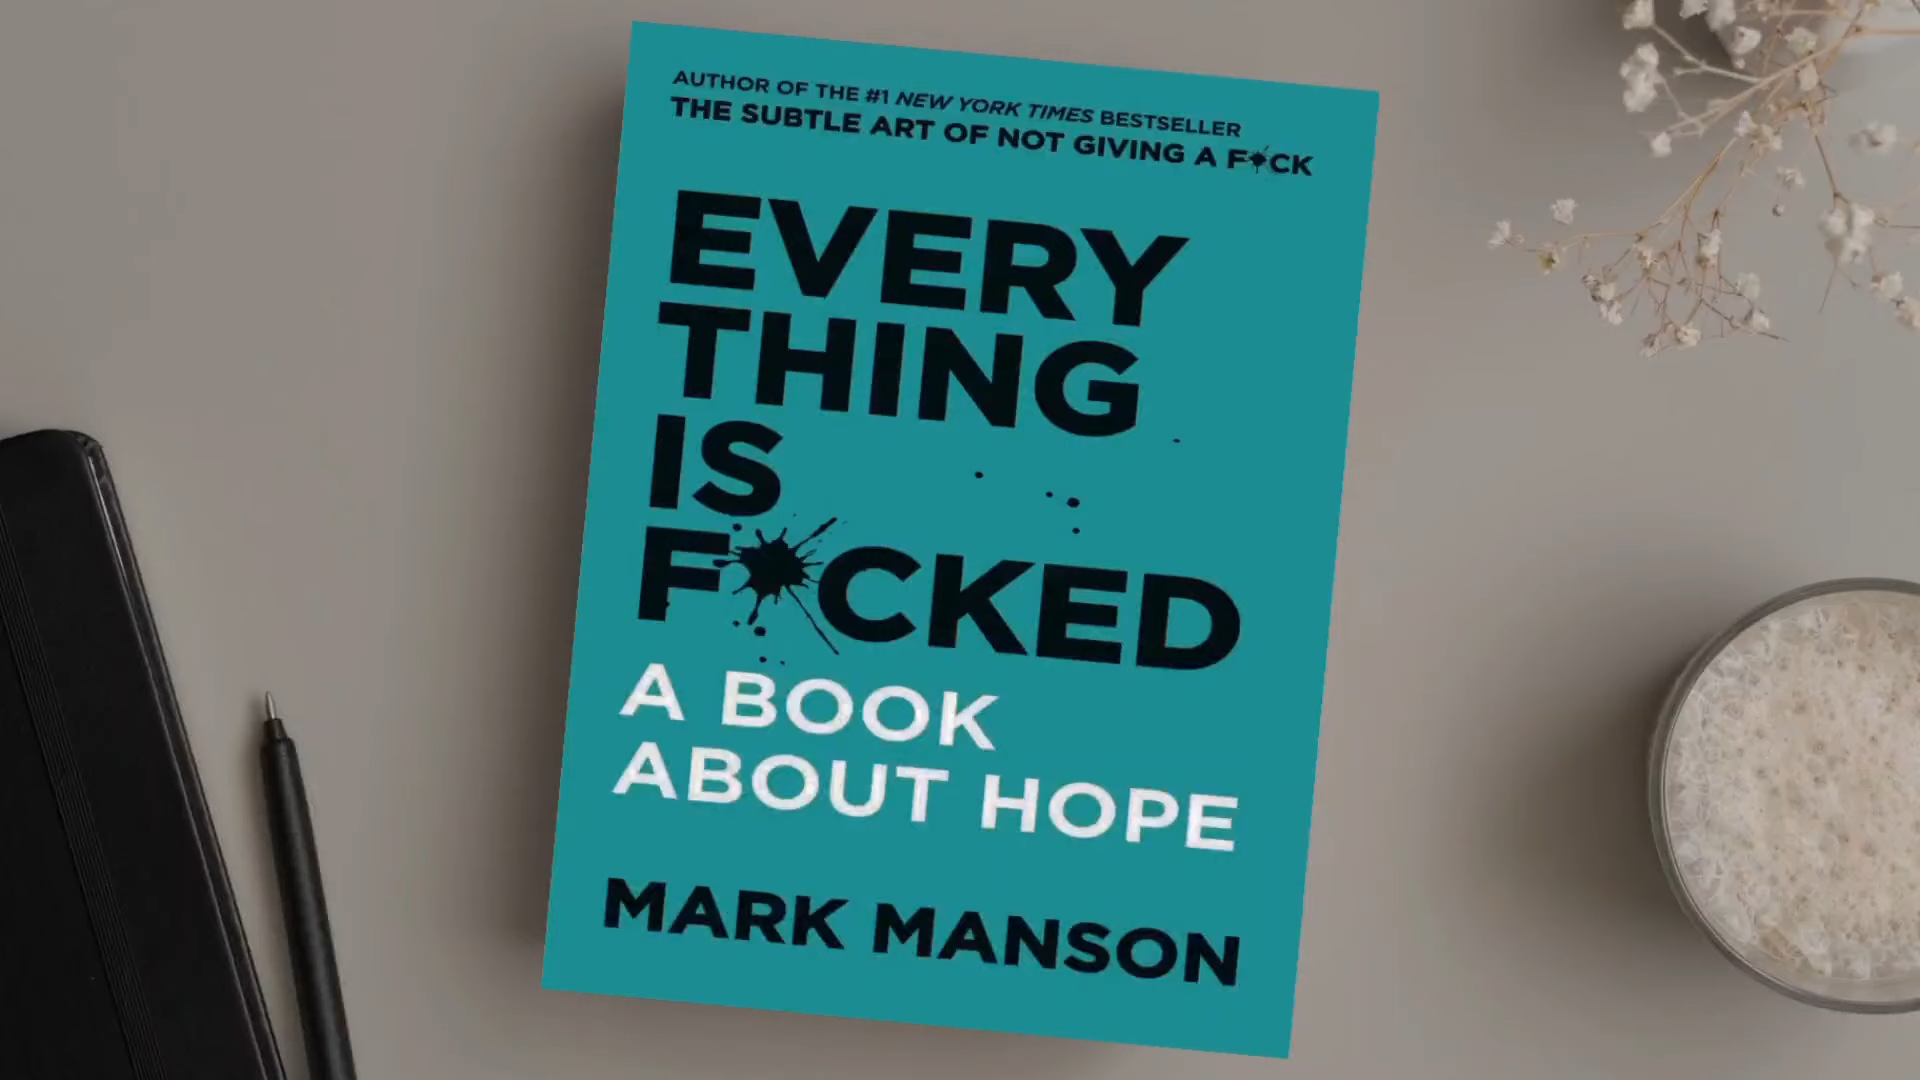 AUTHOR OF THE #1 NEW YORK TIMES BESTSELLER
THE SUBTLE ART OF NOT GIVING A F*CK
EVERY
THING
IS
F*CKED
A BOOK
ABOUT HOPE
MARK MANSON